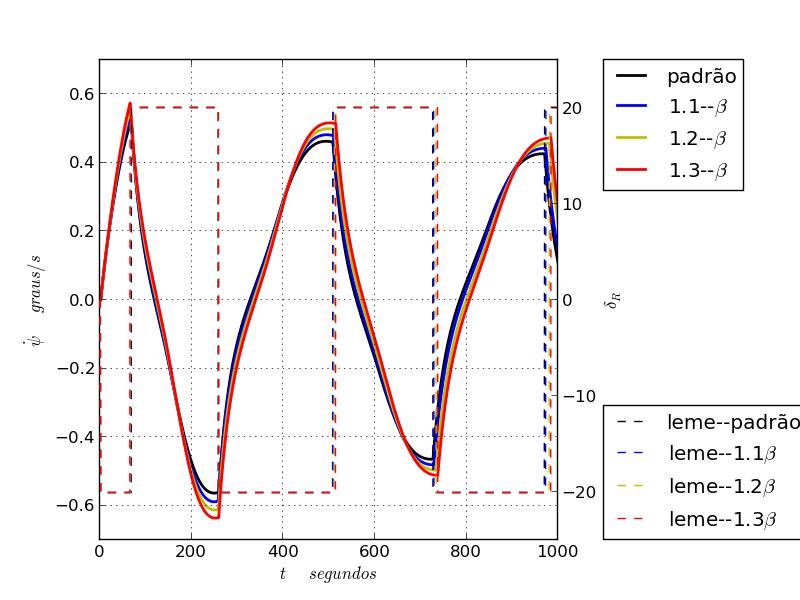 0.6
0.4
0.2
0.0
−0.2
−0.4
−0.6
ψ̇ graus/s
0 200 400 600 800 1000
t segundos
20
10
0
−10
−20
δ_R
padrão
1.1--β
1.2--β
1.3--β
leme--padrão
leme--1.1β
leme--1.2β
leme--1.3β